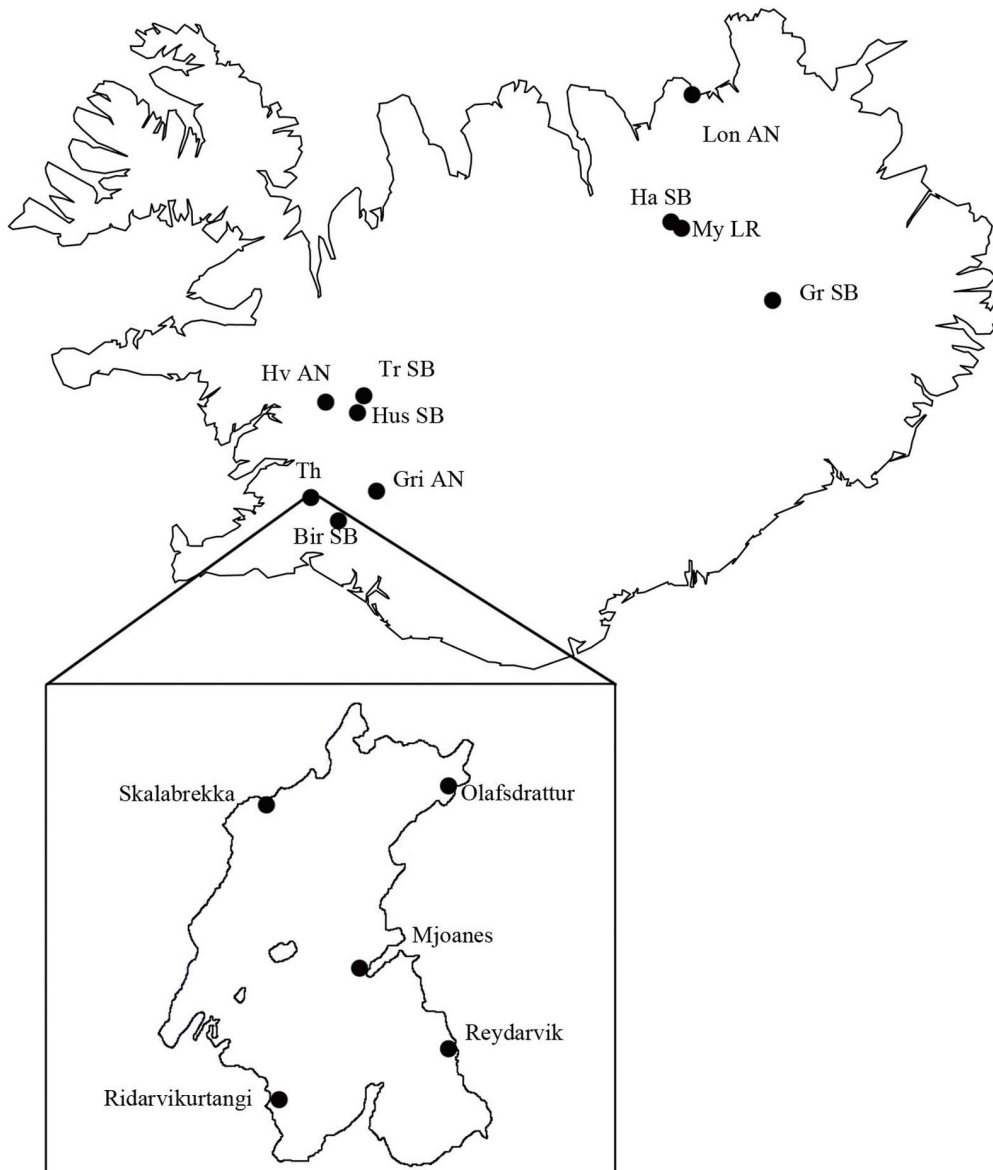 Lon AN
Ha SB
My LR
Gr SB
Tr SB
Hv AN
Hus SB
Th
Gri AN
Bir SB
Skalabrekka
Olafsdrattur
Mjoanes
Reydarvik
Ridarvikurtangi